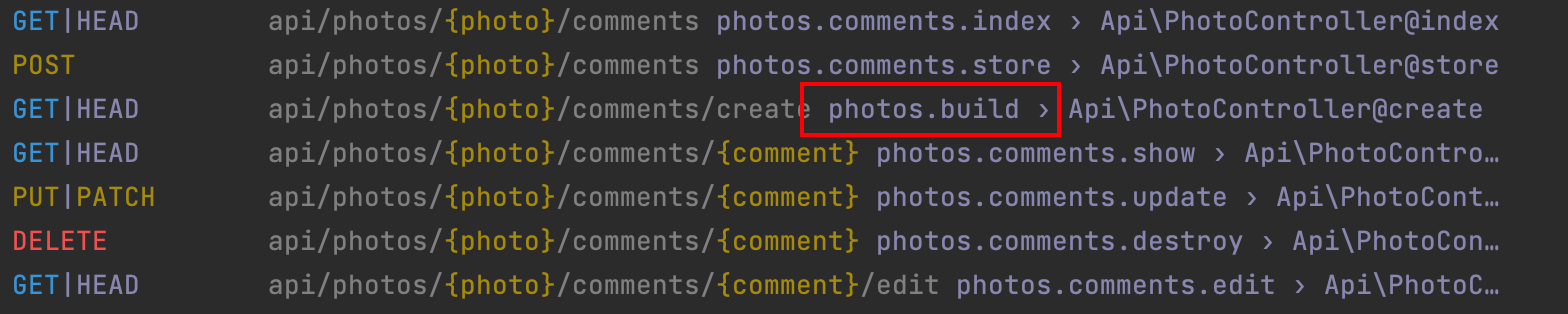 GET|HEAD api/photos/{photo}/comments photos.comments.index › Api\PhotoController@index
POST api/photos/{photo}/comments photos.comments.store › Api\PhotoController@store
GET|HEAD api/photos/{photo}/comments/create photos.build › Api\PhotoController@create
GET|HEAD api/photos/{photo}/comments/{comment} photos.comments.show › Api\PhotoContro…
PUT|PATCH api/photos/{photo}/comments/{comment} photos.comments.update › Api\PhotoCont…
DELETE api/photos/{photo}/comments/{comment} photos.comments.destroy › Api\PhotoCon…
GET|HEAD api/photos/{photo}/comments/{comment}/edit photos.comments.edit › Api\PhotoC…